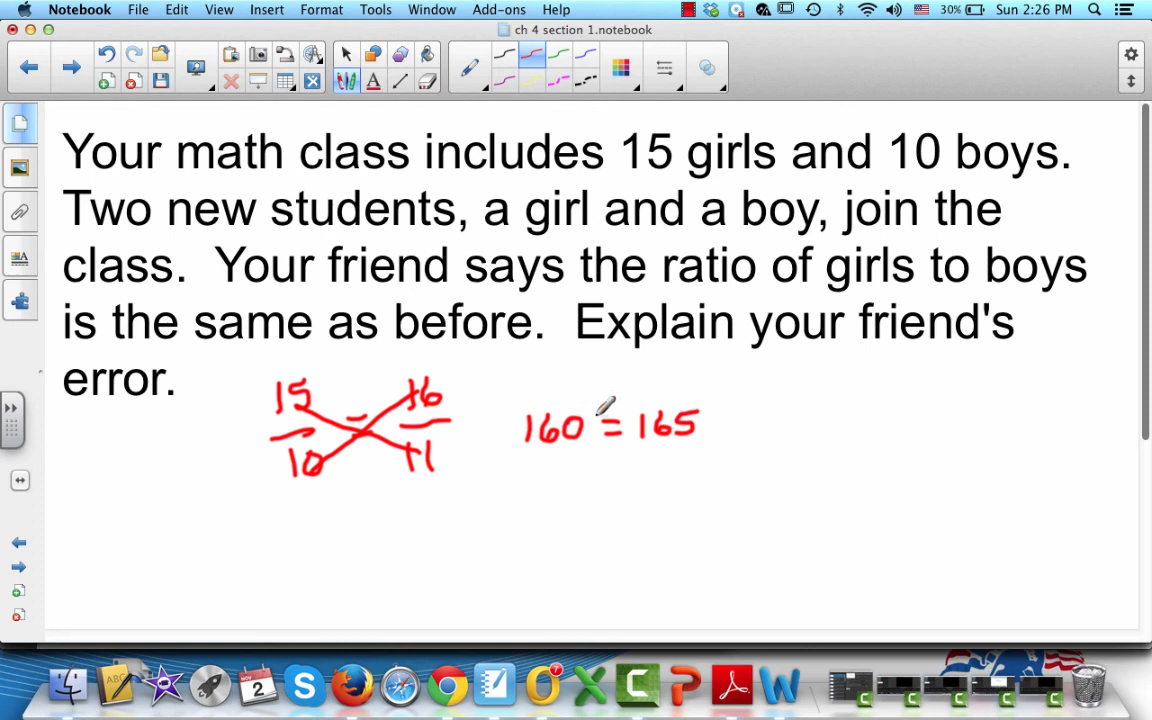 Notebook File Edit View Insert Format Tools Window Add-ons Help 30% Sun 2:26 PM
ch 4 section 1.notebook
Your math class includes 15 girls and 10 boys.
Two new students, a girl and a boy, join the
class. Your friend says the ratio of girls to boys
is the same as before. Explain your friend's
error.
15 = 16
10 11
160 = 165
NOV
2
7